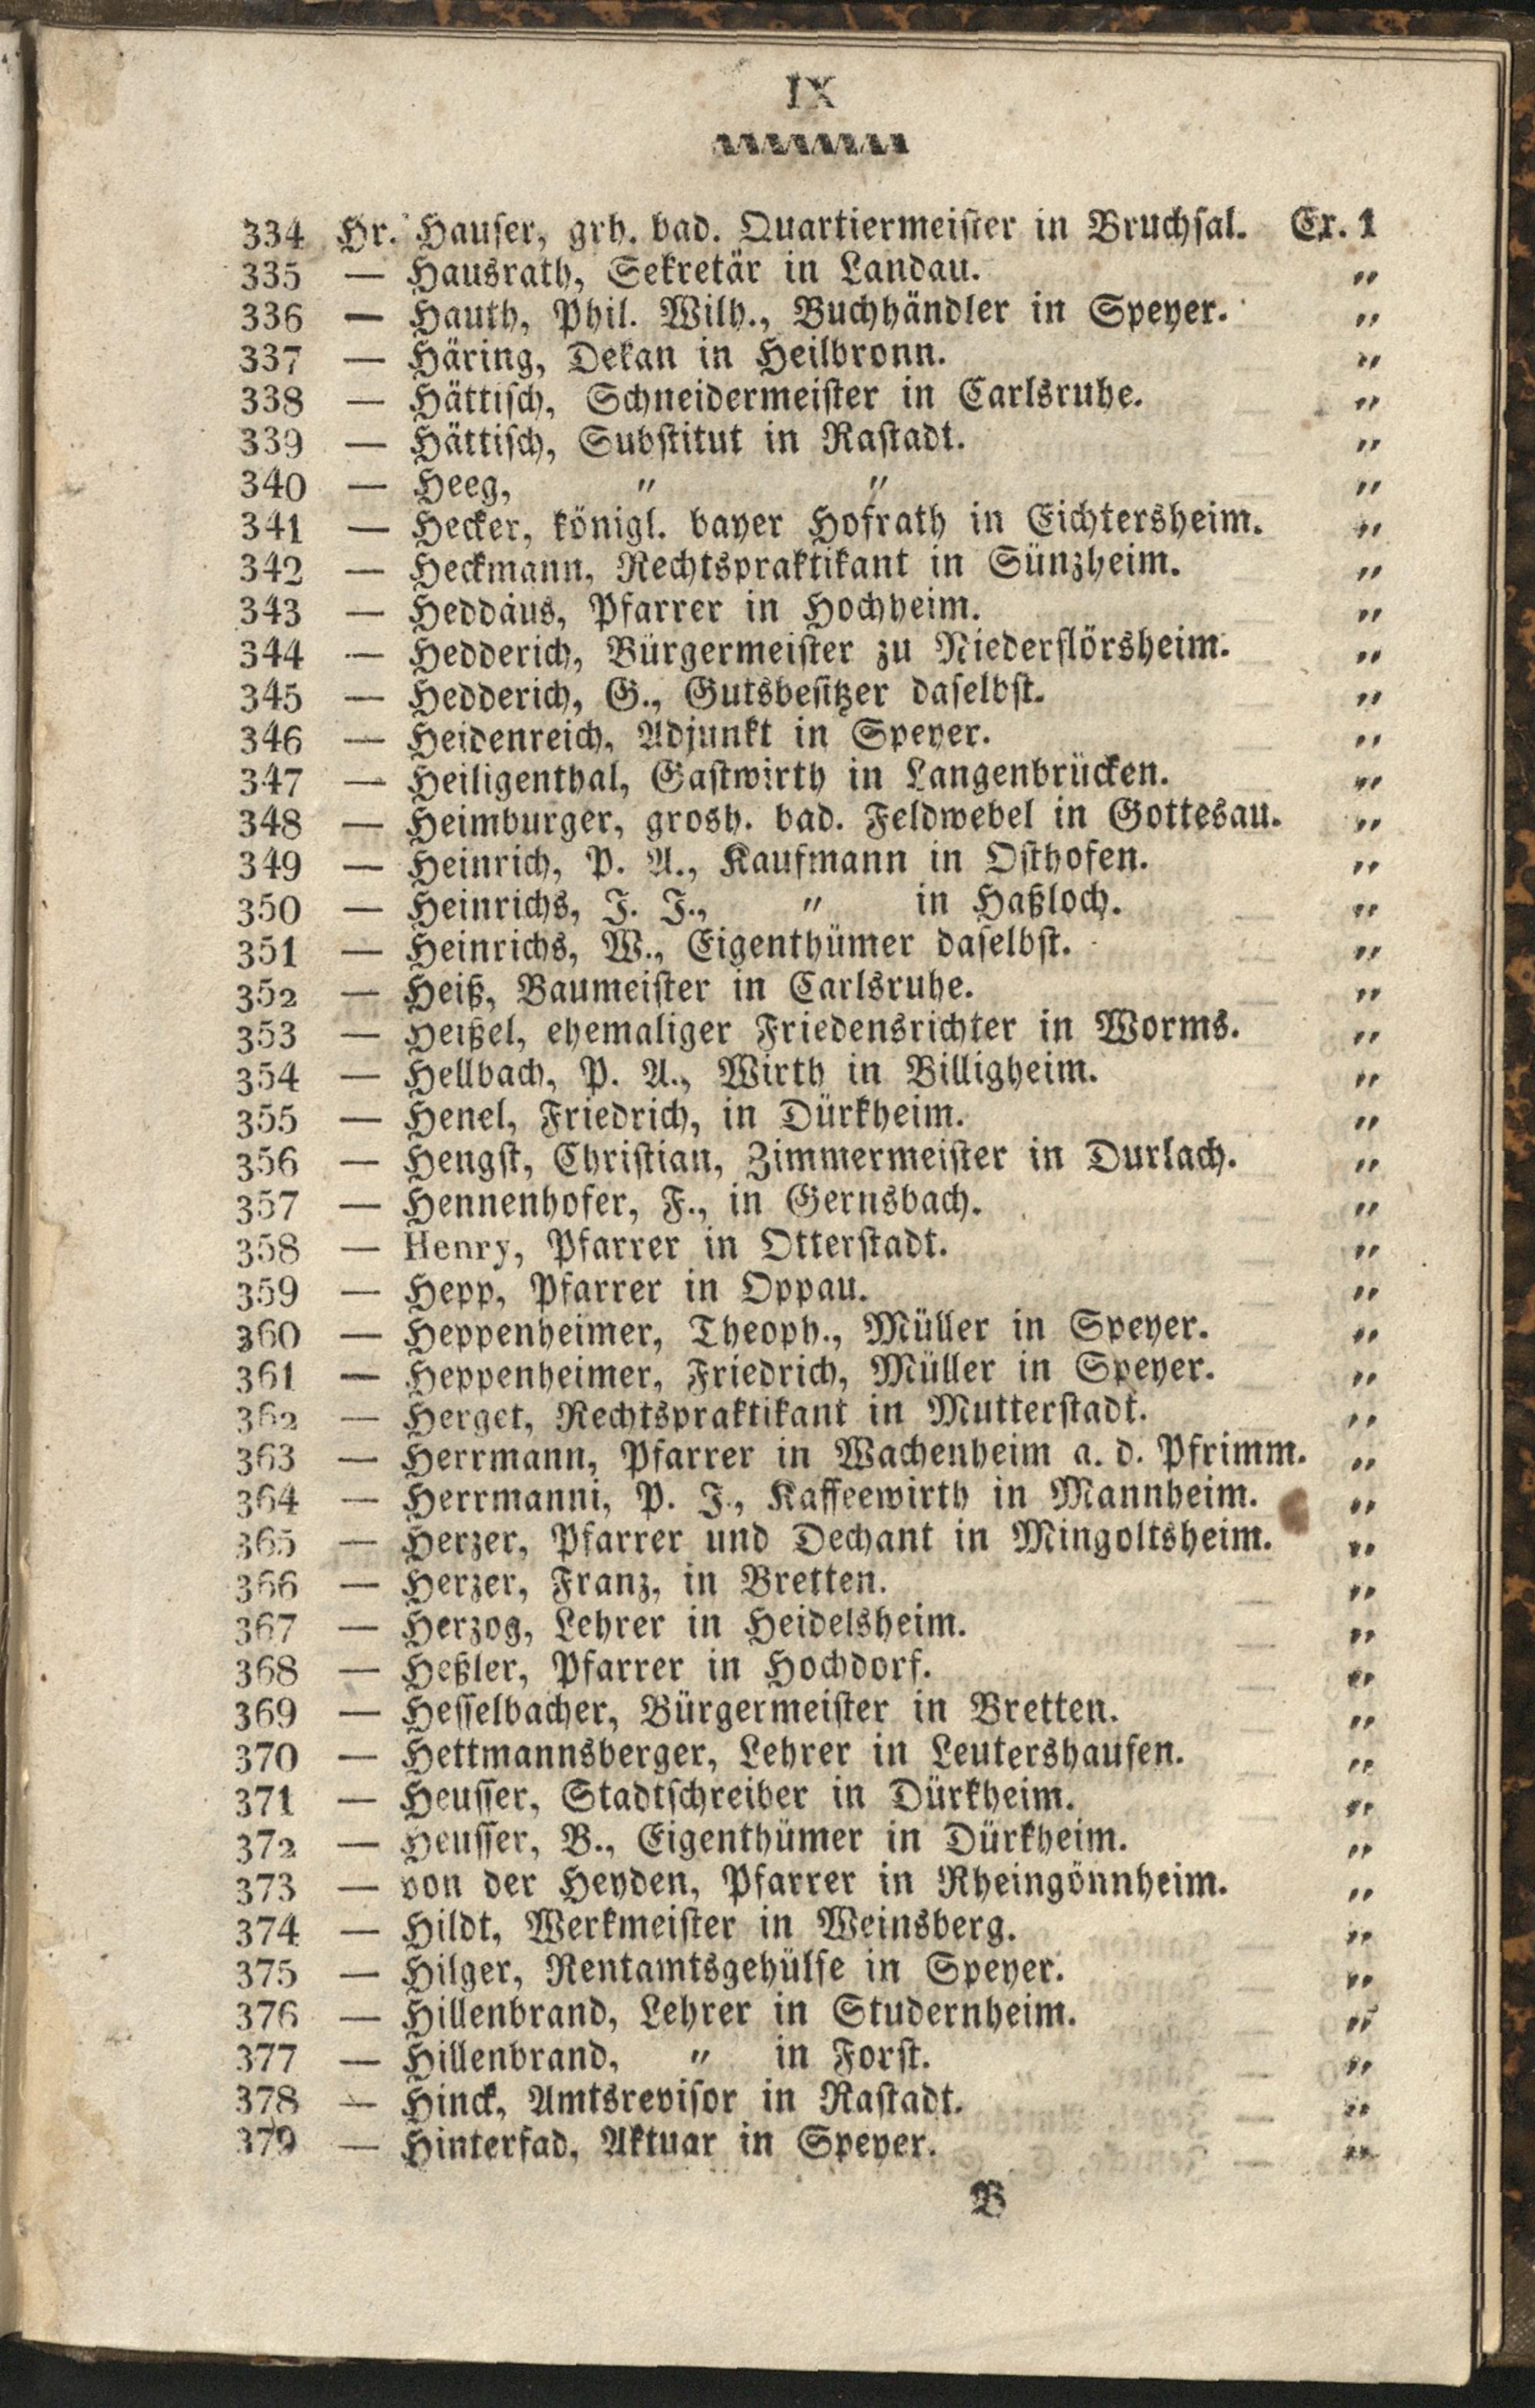 IX
334 Hr. Hauser, grh. bad. Quartiermeister in Bruchsal. Ex. 1
335 — Hausrath, Sekretär in Landau. „
336 — Hauth, Phil. Wilh., Buchhändler in Speyer. „
337 — Häring, Dekan in Heilbronn. „
338 — Hättisch, Schneidermeister in Carlsruhe. „
339 — Hättisch, Substitut in Rastadt. „
340 — Heeg, „ „ „
341 — Hecker, königl. bayer Hofrath in Eichtersheim. „
342 — Heckmann, Rechtspraktikant in Sünzheim. „
343 — Heddäus, Pfarrer in Hochheim. „
344 — Hedderich, Bürgermeister zu Niederflörsheim. „
345 — Hedderich, G., Gutsbesitzer daselbst. „
346 — Heidenreich, Adjunkt in Speyer. „
347 — Heiligenthal, Gastwirth in Langenbrücken. „
348 — Heimburger, grosh. bad. Feldwebel in Gottesau. „
349 — Heinrich, P. A., Kaufmann in Osthofen. „
350 — Heinrichs, J. J., „ in Haßloch. „
351 — Heinrichs, W., Eigenthümer daselbst. „
352 — Heiß, Baumeister in Carlsruhe. „
353 — Heißel, ehemaliger Friedensrichter in Worms. „
354 — Hellbach, P. A., Wirth in Billigheim. „
355 — Henel, Friedrich, in Dürkheim. „
356 — Hengst, Christian, Zimmermeister in Durlach. „
357 — Hennenhofer, F., in Gernsbach. „
358 — Henry, Pfarrer in Otterstadt. „
359 — Hepp, Pfarrer in Oppau. „
360 — Heppenheimer, Theoph., Müller in Speyer. „
361 — Heppenheimer, Friedrich, Müller in Speyer. „
362 — Herget, Rechtspraktikant in Mutterstadt. „
363 — Herrmann, Pfarrer in Wachenheim a. d. Pfrimm. „
364 — Herrmanni, P. J., Kaffeewirth in Mannheim. „
365 — Herzer, Pfarrer und Dechant in Mingoltsheim. „
366 — Herzer, Franz, in Bretten. „
367 — Herzog, Lehrer in Heidelsheim. „
368 — Heßler, Pfarrer in Hochdorf. „
369 — Hesselbacher, Bürgermeister in Bretten. „
370 — Hettmannsberger, Lehrer in Leutershausen. „
371 — Heusser, Stadtschreiber in Dürkheim. „
372 — Heusser, B., Eigenthümer in Dürkheim. „
373 — von der Heyden, Pfarrer in Rheingönnheim. „
374 — Hildt, Werkmeister in Weinsberg. „
375 — Hilger, Rentamtsgehülfe in Speyer. „
376 — Hillenbrand, Lehrer in Studernheim. „
377 — Hillenbrand, „ in Forst. „
378 — Hinck, Amtsrevisor in Rastadt. „
379 — Hinterfad, Aktuar in Speyer. „
B